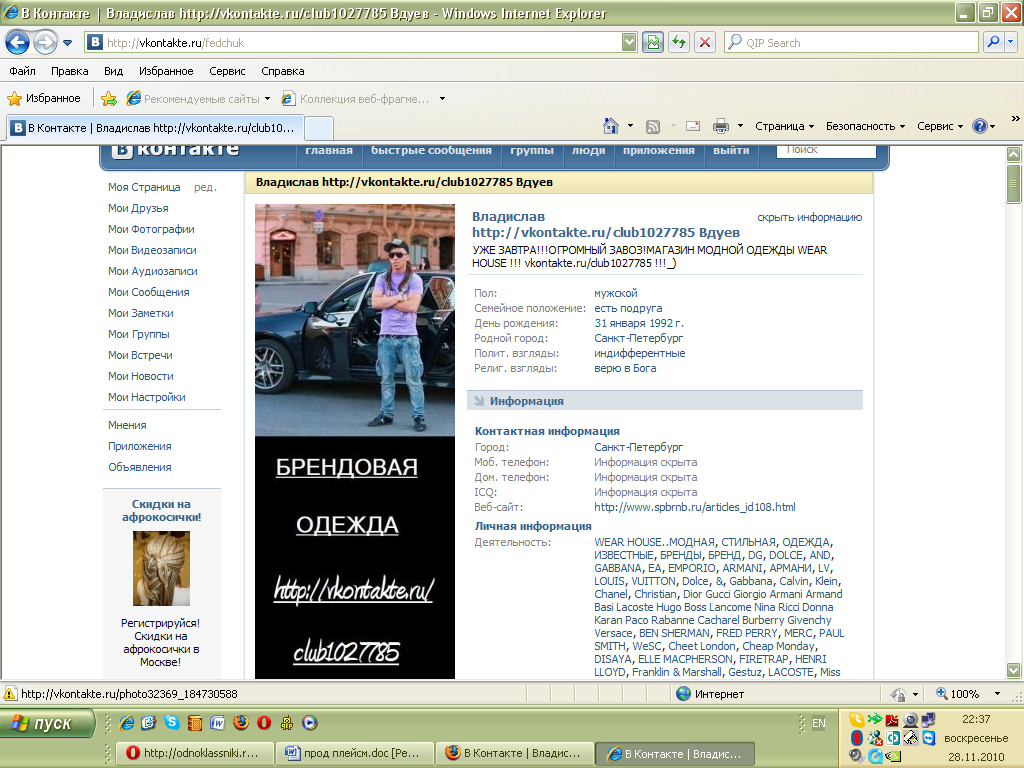 В Контакте | Владислав http://vkontakte.ru/club1027785 Вдуев - Windows Internet Explorer
http://vkontakte.ru/fedchuk
QIP Search
Файл Правка Вид Избранное Сервис Справка
Избранное Рекомендуемые сайты Коллекция веб-фрагме...
В Контакте | Владислав http://vkontakte.ru/club10...
Страница Безопасность Сервис »
В контакте главная быстрые сообщения группы люди приложения выйти Поиск
Моя Страница ред.
Мои Друзья
Мои Фотографии
Мои Видеозаписи
Мои Аудиозаписи
Мои Сообщения
Мои Заметки
Мои Группы
Мои Встречи
Мои Новости
Мои Настройки
Мнения
Приложения
Объявления
Скидки на
афрокосички!
Регистрируйся!
Скидки на
афрокосички в
Москве!
Владислав http://vkontakte.ru/club1027785 Вдуев
БРЕНДОВАЯ
ОДЕЖДА
http://vkontakte.ru/
club1027785
Владислав
http://vkontakte.ru/club1027785 Вдуев
скрыть информацию
УЖЕ ЗАВТРА!!!ОГРОМНЫЙ ЗАВОЗ!МАГАЗИН МОДНОЙ ОДЕЖДЫ WEAR
HOUSE !!! vkontakte.ru/club1027785 !!!_)
Пол: мужской
Семейное положение: есть подруга
День рождения: 31 января 1992 г.
Родной город: Санкт-Петербург
Полит. взгляды: индифферентные
Религ. взгляды: верю в Бога
Информация
Контактная информация
Город: Санкт-Петербург
Моб. телефон: Информация скрыта
Дом. телефон: Информация скрыта
ICQ: Информация скрыта
Веб-сайт: http://www.spbrnb.ru/articles_id108.html
Личная информация
Деятельность: WEAR HOUSE..МОДНАЯ, СТИЛЬНАЯ, ОДЕЖДА,
ИЗВЕСТНЫЕ, БРЕНДЫ, БРЕНД, DG, DOLCE, AND,
GABBANA, EA, EMPORIO, ARMANI, АРМАНИ, LV,
LOUIS, VUITTON, Dolce, &, Gabbana, Calvin, Klein,
Chanel, Christian, Dior Gucci Giorgio Armani Armand
Basi Lacoste Hugo Boss Lancome Nina Ricci Donna
Karan Paco Rabanne Cacharel Burberry Givenchy
Versace, BEN SHERMAN, FRED PERRY, MERC, PAUL
SMITH, WeSC, Cheet London, Cheap Monday,
DISAYA, ELLE MACPHERSON, FIRETRAP, HENRI
LLOYD, Franklin & Marshall, Gestuz, LACOSTE, Miss
http://vkontakte.ru/photo32369_184730588 Интернет 100%
пуск EN 22:37
воскресенье
28.11.2010
http://odnoklassniki.r... прод плейсм.doc [Ре... В Контакте | Владис... В Контакте | Владис...